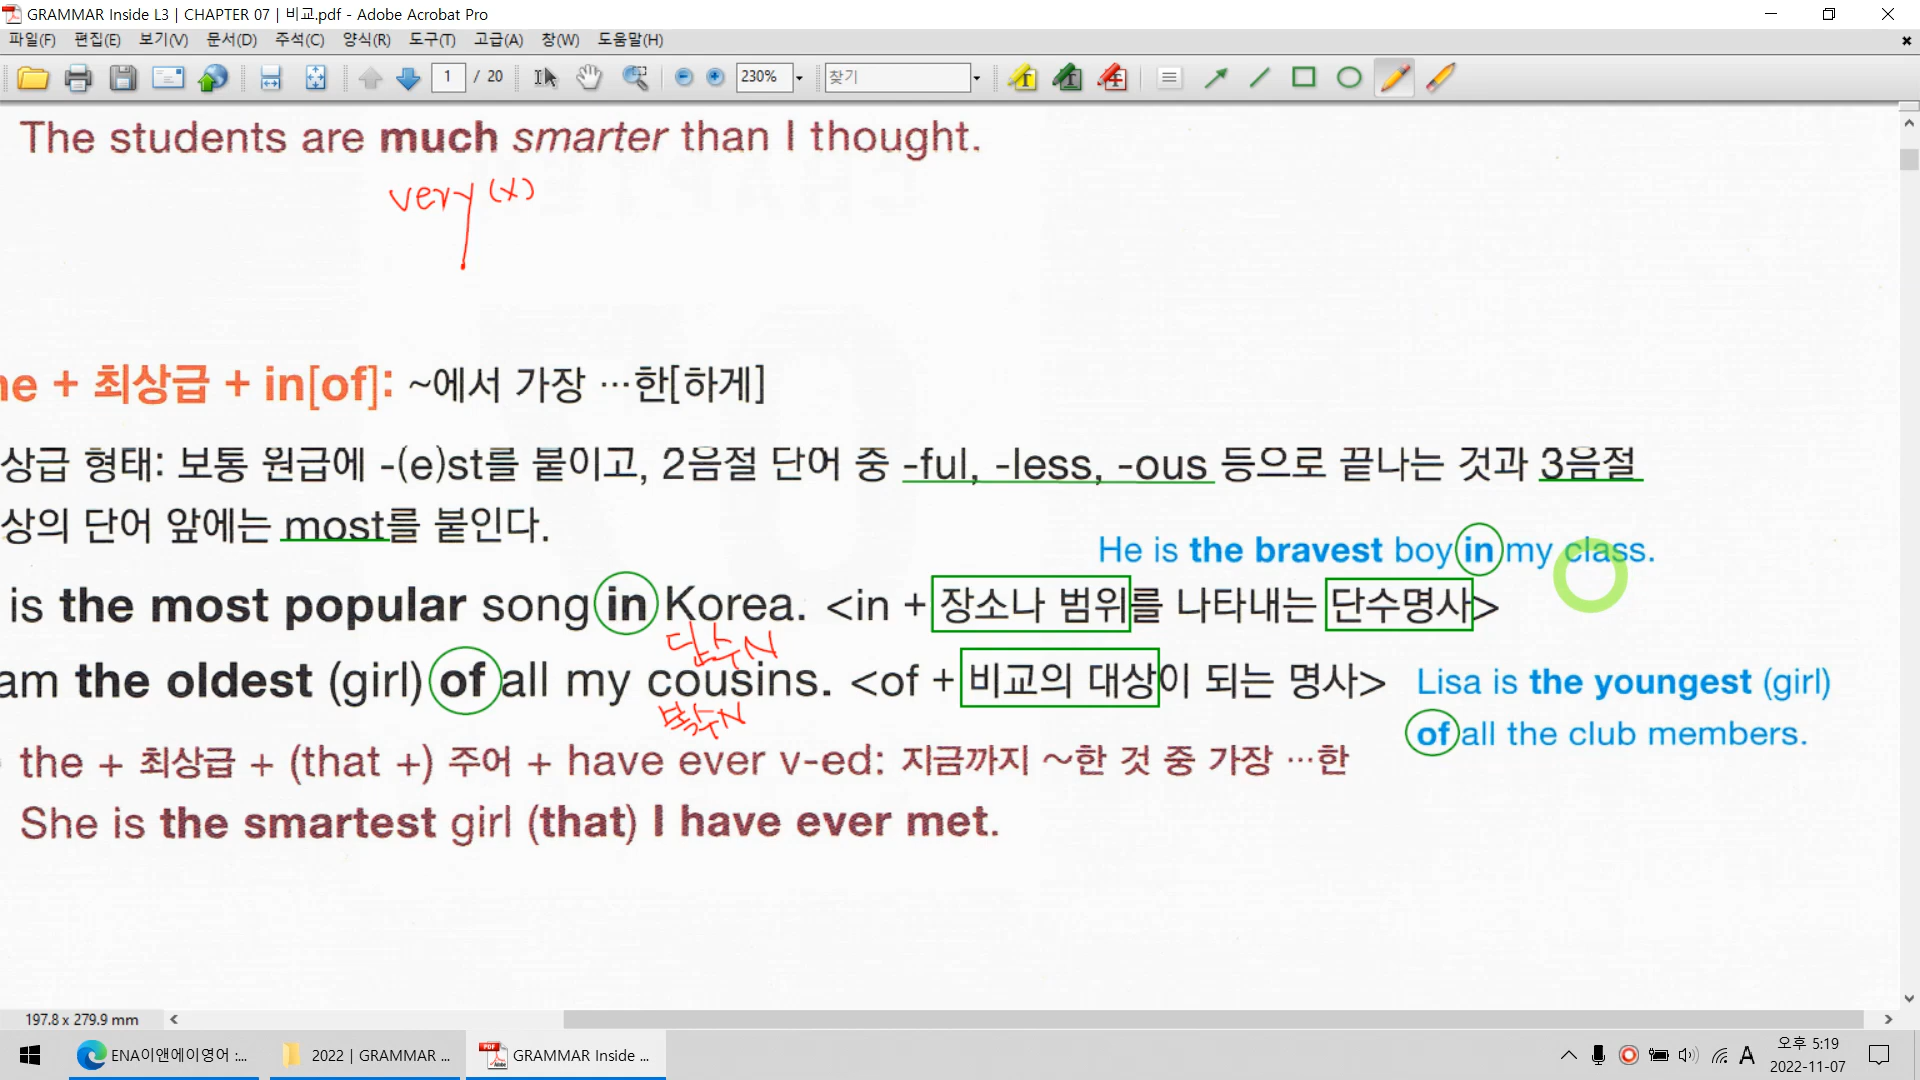 GRAMMAR Inside L3 | CHAPTER 07 | 비교.pdf - Adobe Acrobat Pro
파일(F) 편집(E) 보기(V) 문서(D) 주석(C) 양식(R) 도구(T) 고급(A) 창(W) 도움말(H)
1 / 20 230% 찾기
The students are much smarter than I thought.
very (x)
he + 최상급 + in[of]: ~에서 가장 …한[하게]
상급 형태: 보통 원급에 -(e)st를 붙이고, 2음절 단어 중 -ful, -less, -ous 등으로 끝나는 것과 3음절
상의 단어 앞에는 most를 붙인다.
He is the bravest boy in my class.
is the most popular song in Korea. <in + 장소나 범위를 나타내는 단수명사>
단수N
am the oldest (girl) of all my cousins. <of + 비교의 대상이 되는 명사>
Lisa is the youngest (girl)
복수N
of all the club members.
the + 최상급 + (that +) 주어 + have ever v-ed: 지금까지 ~한 것 중 가장 …한
She is the smartest girl (that) I have ever met.
197.8 x 279.9 mm
ENA이앤에이영어 :... 2022 | GRAMMAR ... GRAMMAR Inside ... A 오후 5:19
2022-11-07